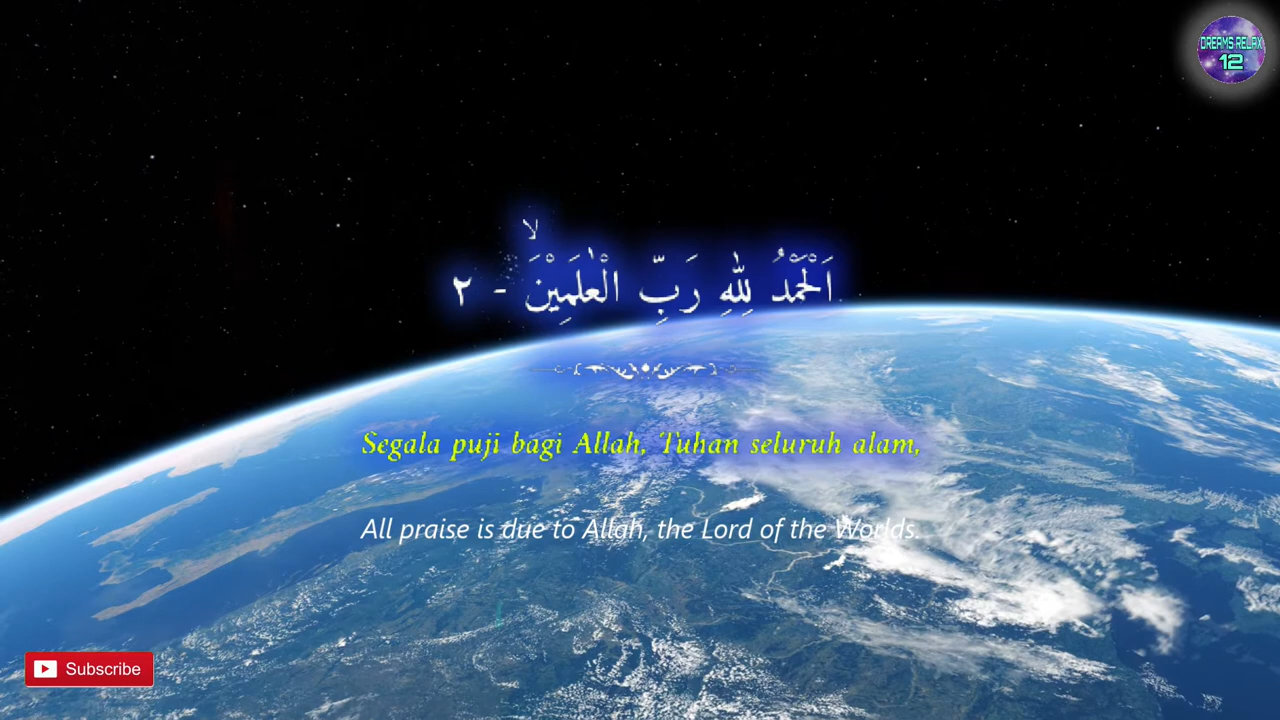 DREAMS RELAX
12
اَلْحَمْدُ لِلّٰهِ رَبِّ الْعٰلَمِيْنَۙ - ٢
Segala puji bagi Allah, Tuhan seluruh alam,
All praise is due to Allah, the Lord of the Worlds.
Subscribe